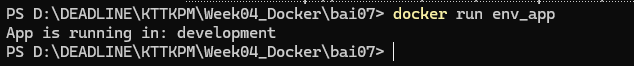 PS D:\DEADLINE\KTTKPM\Week04_Docker\bai07> docker run env_app
App is running in: development
PS D:\DEADLINE\KTTKPM\Week04_Docker\bai07>